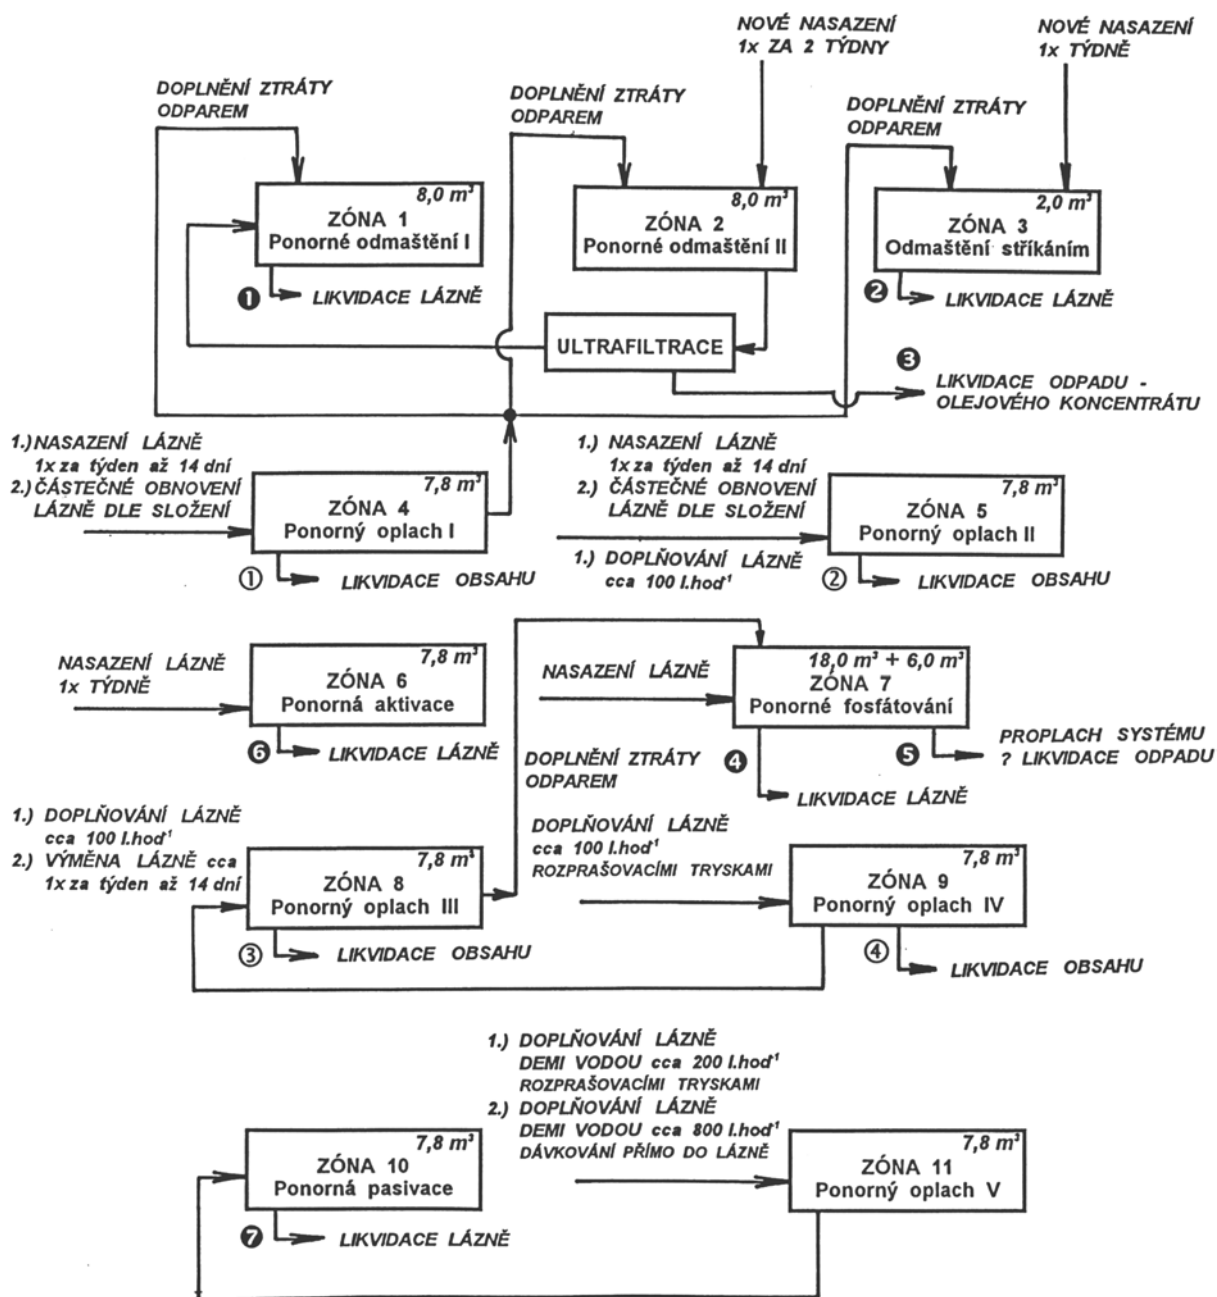 NOVÉ NASAZENÍ
1x ZA 2 TÝDNY
NOVÉ NASAZENÍ
1x TÝDNĚ
DOPLNĚNÍ ZTRÁTY
ODPAREM
DOPLNĚNÍ ZTRÁTY
ODPAREM
DOPLNĚNÍ ZTRÁTY
ODPAREM
8,0 m³
ZÓNA 1
Ponorné odmaštění I
8,0 m³
ZÓNA 2
Ponorné odmaštění II
2,0 m³
ZÓNA 3
Odmaštění stříkáním
❶ LIKVIDACE LÁZNĚ
❷ LIKVIDACE LÁZNĚ
ULTRAFILTRACE
❸
LIKVIDACE ODPADU -
OLEJOVÉHO KONCENTRÁTU
1.) NASAZENÍ LÁZNĚ
1x za týden až 14 dní
2.) ČÁSTEČNÉ OBNOVENÍ
LÁZNĚ DLE SLOŽENÍ
7,8 m³
ZÓNA 4
Ponorný oplach I
① LIKVIDACE OBSAHU
1.) NASAZENÍ LÁZNĚ
1x za týden až 14 dní
2.) ČÁSTEČNÉ OBNOVENÍ
LÁZNĚ DLE SLOŽENÍ
1.) DOPLŇOVÁNÍ LÁZNĚ
cca 100 l.hod¹
7,8 m³
ZÓNA 5
Ponorný oplach II
② LIKVIDACE OBSAHU
NASAZENÍ LÁZNĚ
1x TÝDNĚ
7,8 m³
ZÓNA 6
Ponorná aktivace
❻ LIKVIDACE LÁZNĚ
NASAZENÍ LÁZNĚ
18,0 m³ + 6,0 m³
ZÓNA 7
Ponorné fosfátování
DOPLNĚNÍ ZTRÁTY
ODPAREM
❹
LIKVIDACE LÁZNĚ
❺
PROPLACH SYSTÉMU
? LIKVIDACE ODPADU
1.) DOPLŇOVÁNÍ LÁZNĚ
cca 100 l.hod¹
2.) VÝMĚNA LÁZNĚ cca
1x za týden až 14 dní
7,8 m³
ZÓNA 8
Ponorný oplach III
③ LIKVIDACE OBSAHU
DOPLŇOVÁNÍ LÁZNĚ
cca 100 l.hod¹
ROZPRAŠOVACÍMI TRYSKAMI
7,8 m³
ZÓNA 9
Ponorný oplach IV
④ LIKVIDACE OBSAHU
1.) DOPLŇOVÁNÍ LÁZNĚ
DEMI VODOU cca 200 l.hod¹
ROZPRAŠOVACÍMI TRYSKAMI
2.) DOPLŇOVÁNÍ LÁZNĚ
DEMI VODOU cca 800 l.hod¹
DÁVKOVÁNÍ PŘÍMO DO LÁZNĚ
7,8 m³
ZÓNA 10
Ponorná pasivace
❼ LIKVIDACE LÁZNĚ
7,8 m³
ZÓNA 11
Ponorný oplach V